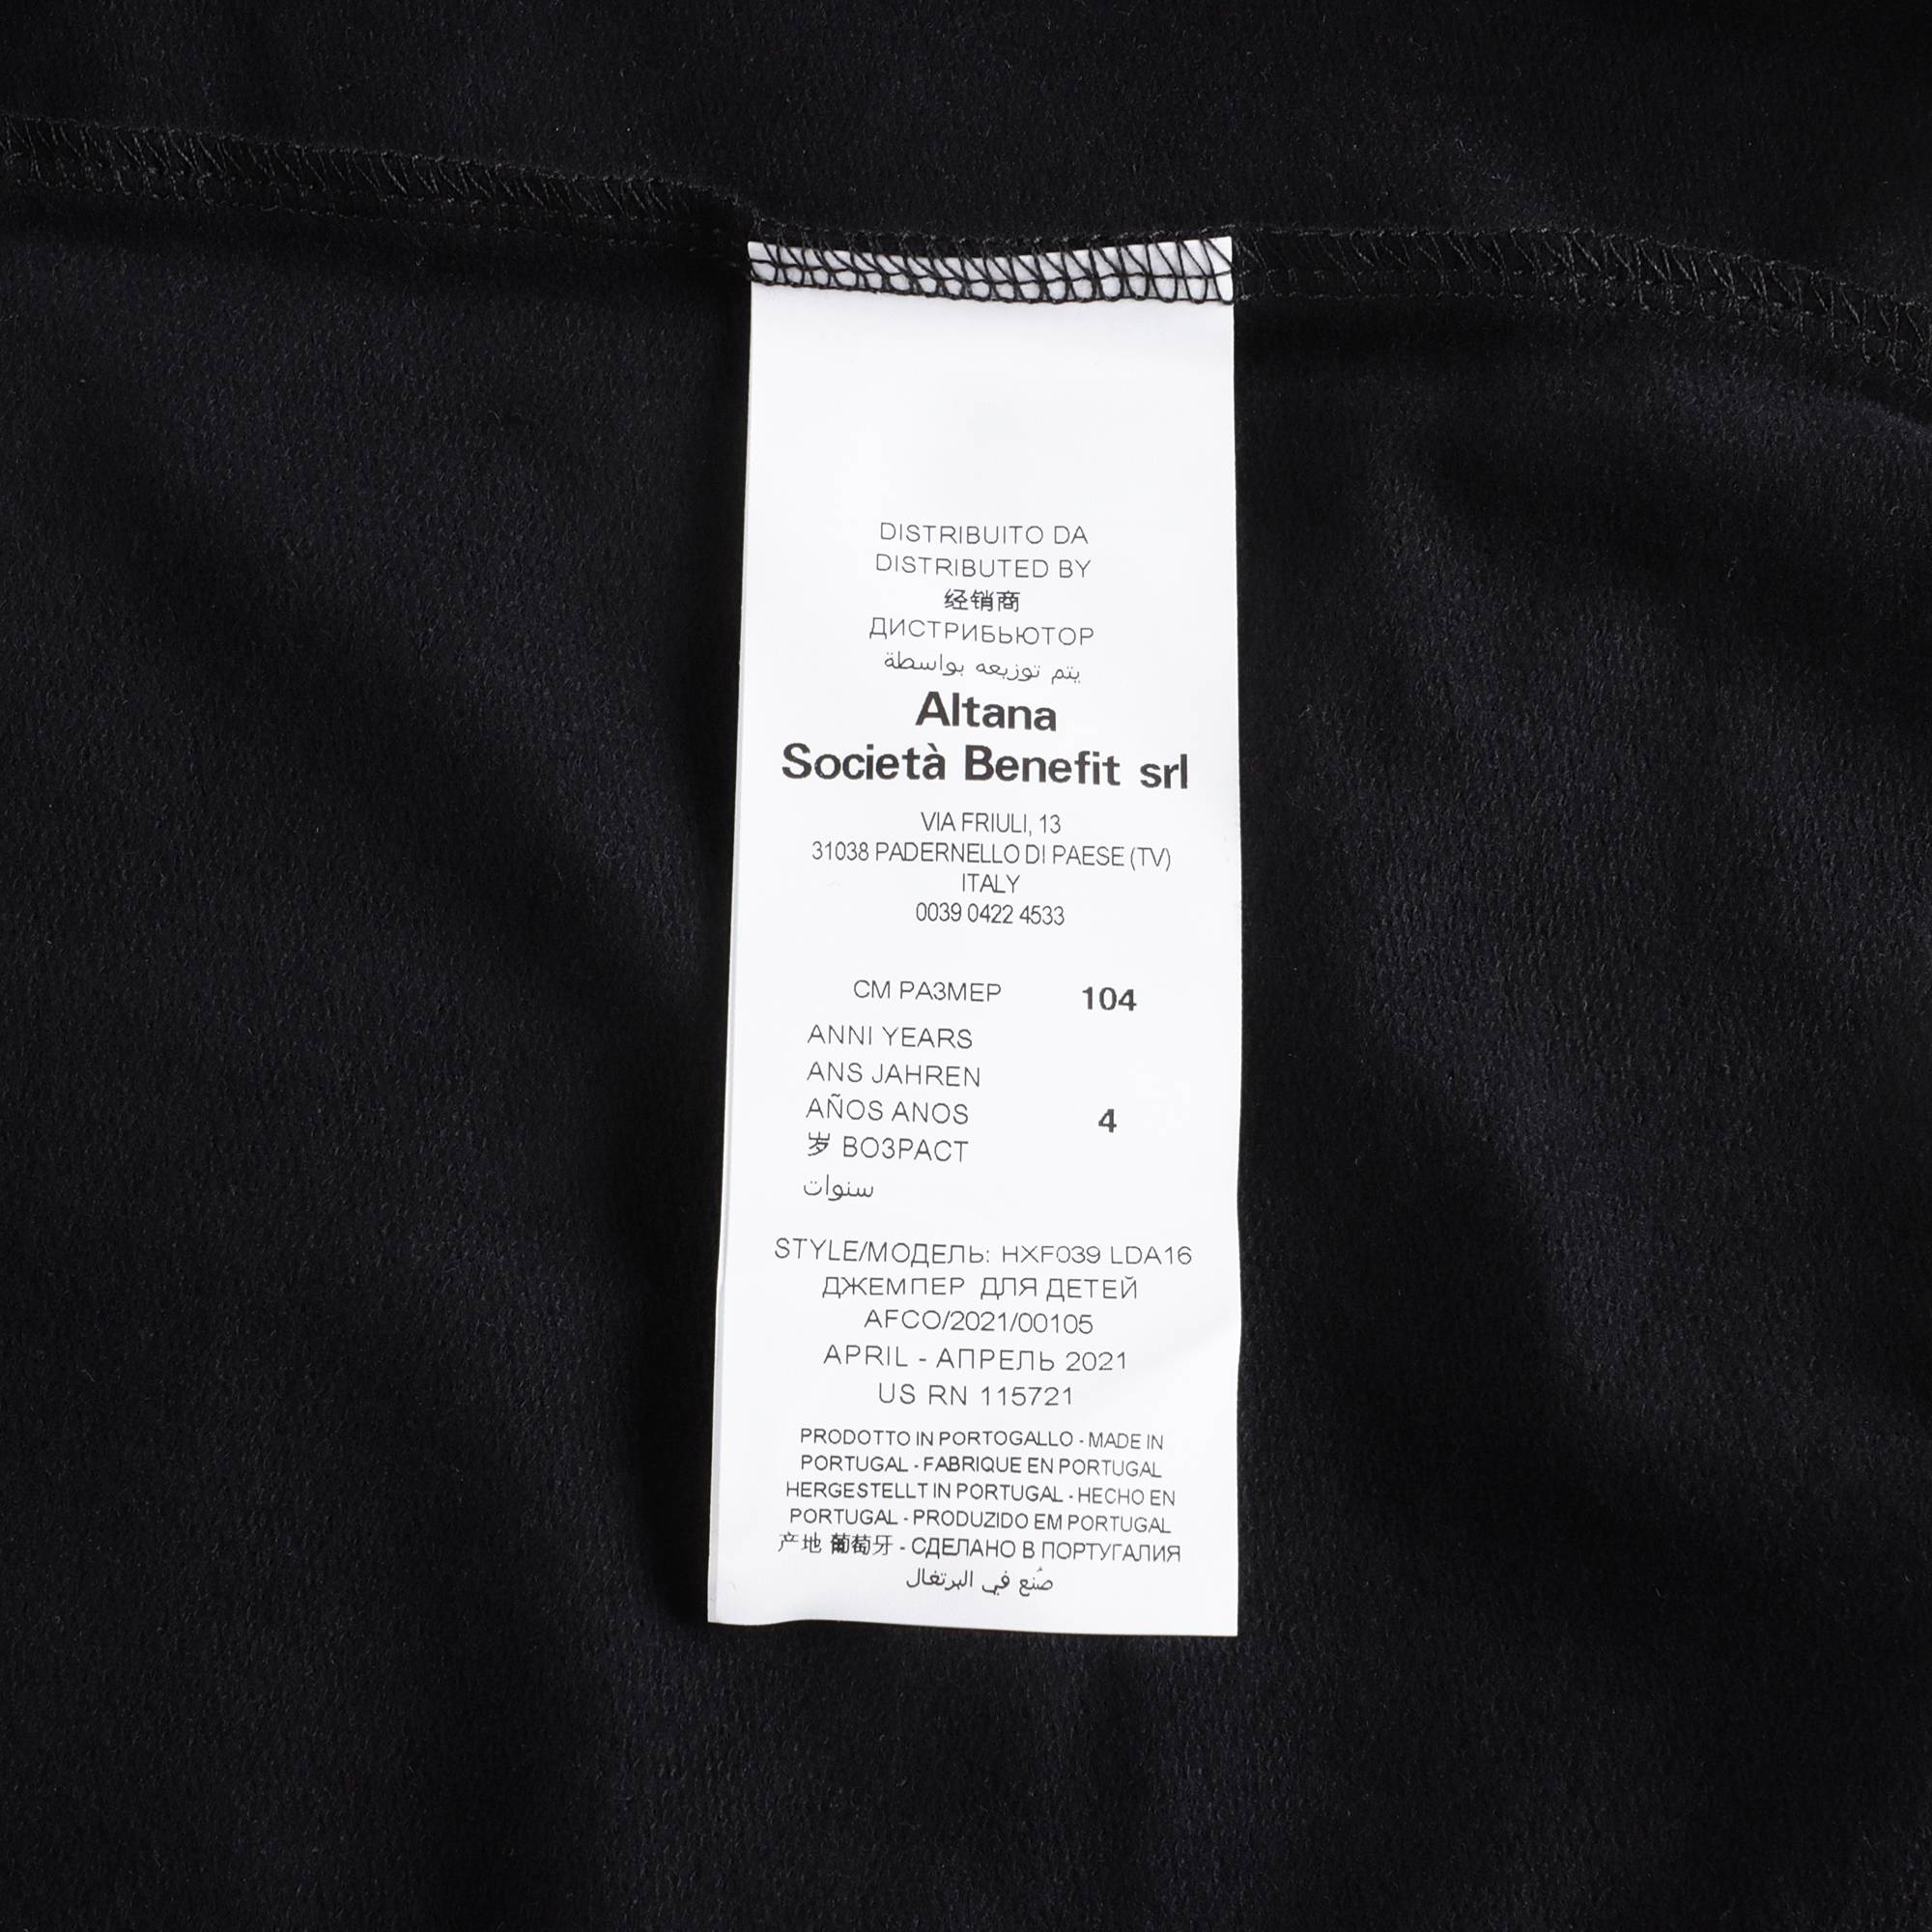 DISTRIBUITO DA
DISTRIBUTED BY
经销商
ДИСТРИБЬЮТОР
يتم توزيعه بواسطة
Altana
Società Benefit srl
VIA FRIULI, 13
31038 PADERNELLO DI PAESE (TV)
ITALY
0039 0422 4533
СМ РАЗМЕР 104
ANNI YEARS
ANS JAHREN
AÑOS ANOS 4
岁 ВОЗРАСТ
سنوات
STYLE/МОДЕЛЬ: HXF039 LDA16
ДЖЕМПЕР ДЛЯ ДЕТЕЙ
AFCO/2021/00105
APRIL - АПРЕЛЬ 2021
US RN 115721
PRODOTTO IN PORTOGALLO - MADE IN
PORTUGAL - FABRIQUE EN PORTUGAL
HERGESTELLT IN PORTUGAL - HECHO EN
PORTUGAL - PRODUZIDO EM PORTUGAL
产地 葡萄牙 - СДЕЛАНО В ПОРТУГАЛИЯ
صُنع في البرتغال